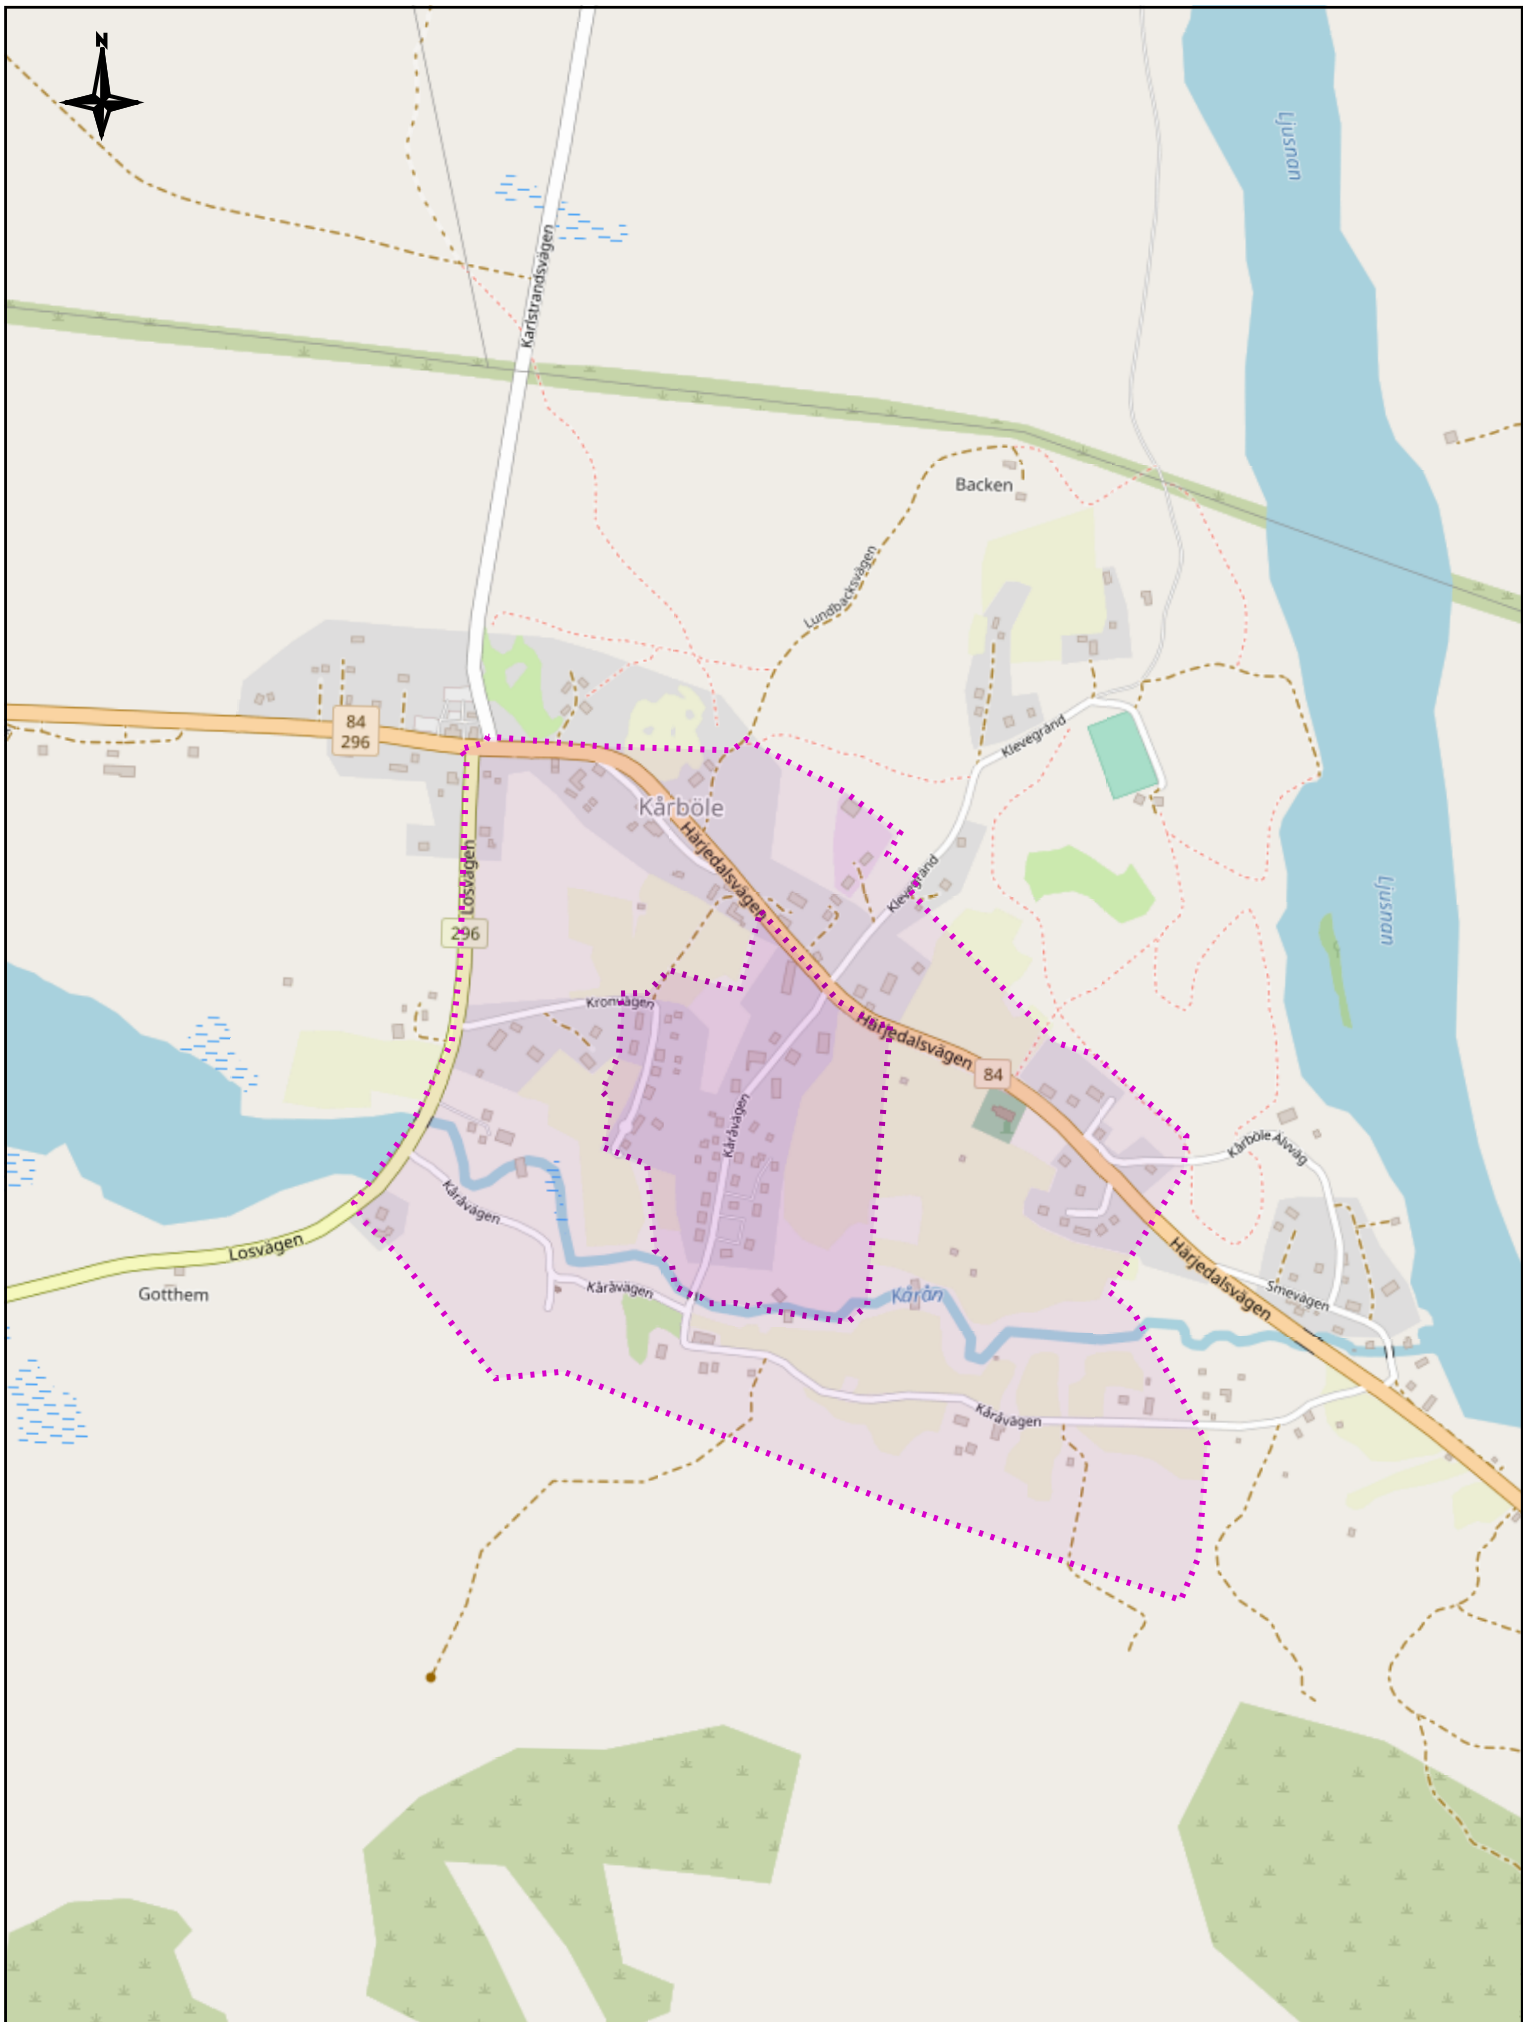 N
Ljusnan
Karlstrandsvägen
Backen
Lundbacksvägen
84
296
Klevegränd
Kårböle
Härjedalsvägen
Losvägen
Klevegränd
Ljusnan
296
Kronvägen
Härjedalsvägen
84
Kåråvägen
Kårböle Älvväg
Kåråvägen
Losvägen
Härjedalsvägen
Gotthem
Kåråvägen
Kårån
Smevägen
Kåråvägen